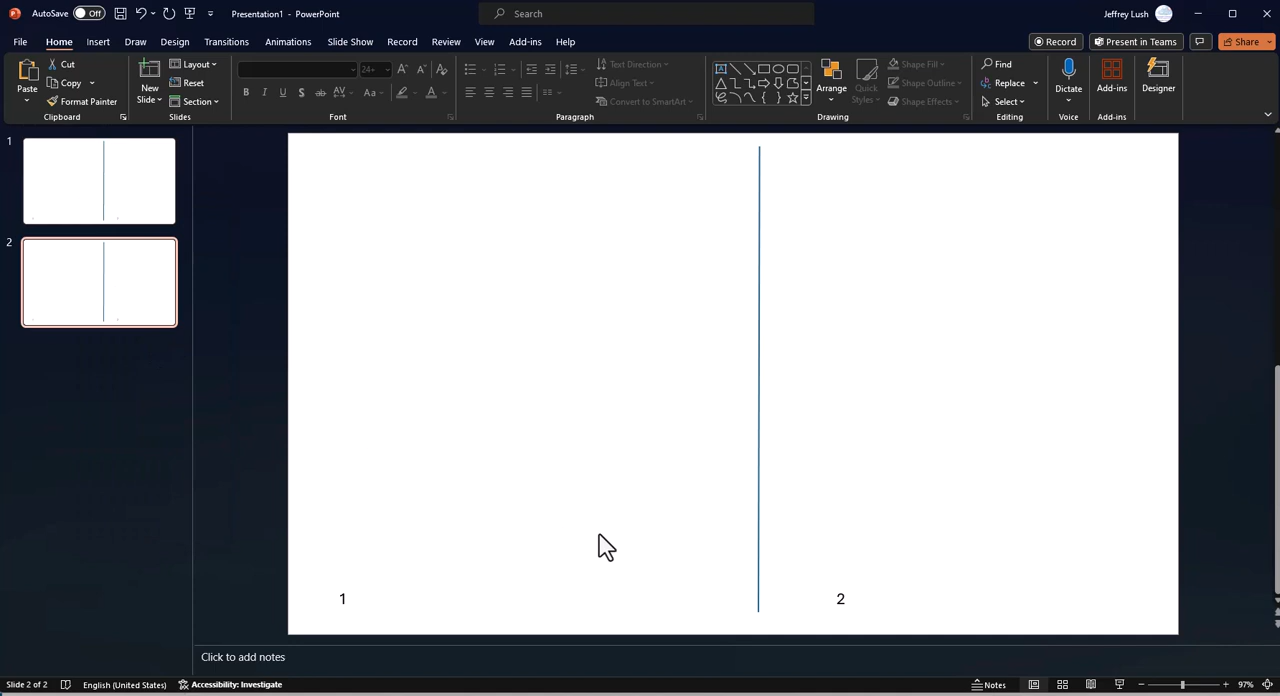 AutoSave Off Presentation1 - PowerPoint Search Jeffrey Lush
File Home Insert Draw Design Transitions Animations Slide Show Record Review View Add-ins Help Record Present in Teams Share
Paste Cut Copy Format Painter Clipboard
New Slide Layout Reset Section Slides
24+ A A A B I U S ab AV Aa A Font
Text Direction Align Text Convert to SmartArt Paragraph
Arrange Quick Styles Shape Fill Shape Outline Shape Effects Drawing
Find Replace Select Editing
Dictate Voice
Add-ins Add-ins
Designer
1
2
1 2
Click to add notes
Slide 2 of 2 English (United States) Accessibility: Investigate Notes 97%